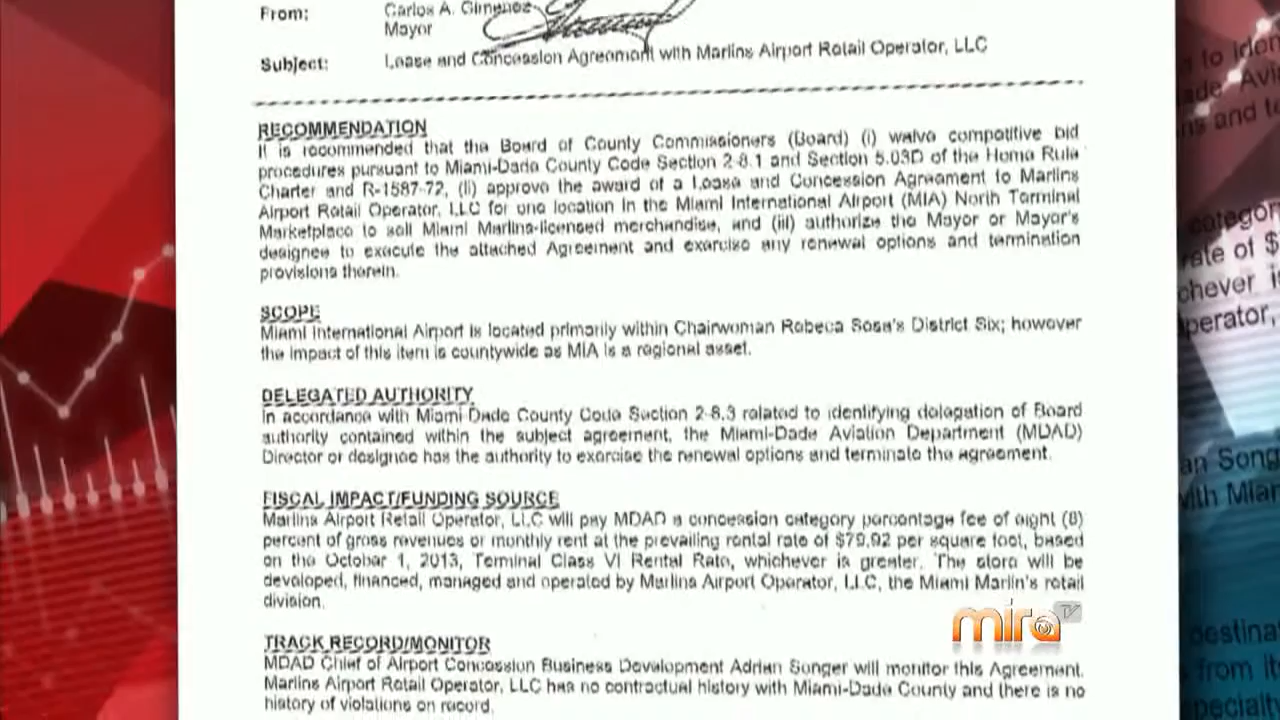 From: Carlos A. Gimenez
Mayor
Subject: Lease and Concession Agreement with Marlins Airport Retail Operator, LLC
RECOMMENDATION
It is recommended that the Board of County Commissioners (Board) (i) waive competitive bid
procedures pursuant to Miami-Dade County Code Section 2-8.1 and Section 5.03D of the Home Rule
Charter and R-1587-72, (ii) approve the award of a Lease and Concession Agreement to Marlins
Airport Retail Operator, LLC for one location in the Miami International Airport (MIA) North Terminal
Marketplace to sell Miami Marlins-licensed merchandise, and (iii) authorize the Mayor or Mayor's
designee to execute the attached Agreement and exercise any renewal options and termination
provisions therein.
SCOPE
Miami International Airport is located primarily within Chairwoman Rebeca Sosa's District Six; however
the impact of this item is countywide as MIA is a regional asset.
DELEGATED AUTHORITY
In accordance with Miami-Dade County Code Section 2-8.3 related to identifying delegation of Board
authority contained within the subject agreement, the Miami-Dade Aviation Department (MDAD)
Director or designee has the authority to exercise the renewal options and terminate the agreement.
FISCAL IMPACT/FUNDING SOURCE
Marlins Airport Retail Operator, LLC will pay MDAD a concession category percentage fee of eight (8)
percent of gross revenues or monthly rent at the prevailing rental rate of $79.92 per square foot, based
on the October 1, 2013, Terminal Class VI Rental Rate, whichever is greater. The store will be
developed, financed, managed and operated by Marlins Airport Operator, LLC, the Miami Marlin's retail
division.
TRACK RECORD/MONITOR
MDAD Chief of Airport Concession Business Development Adrian Songer will monitor this Agreement.
Marlins Airport Retail Operator, LLC has no contractual history with Miami-Dade County and there is no
history of violations on record.
mira TV